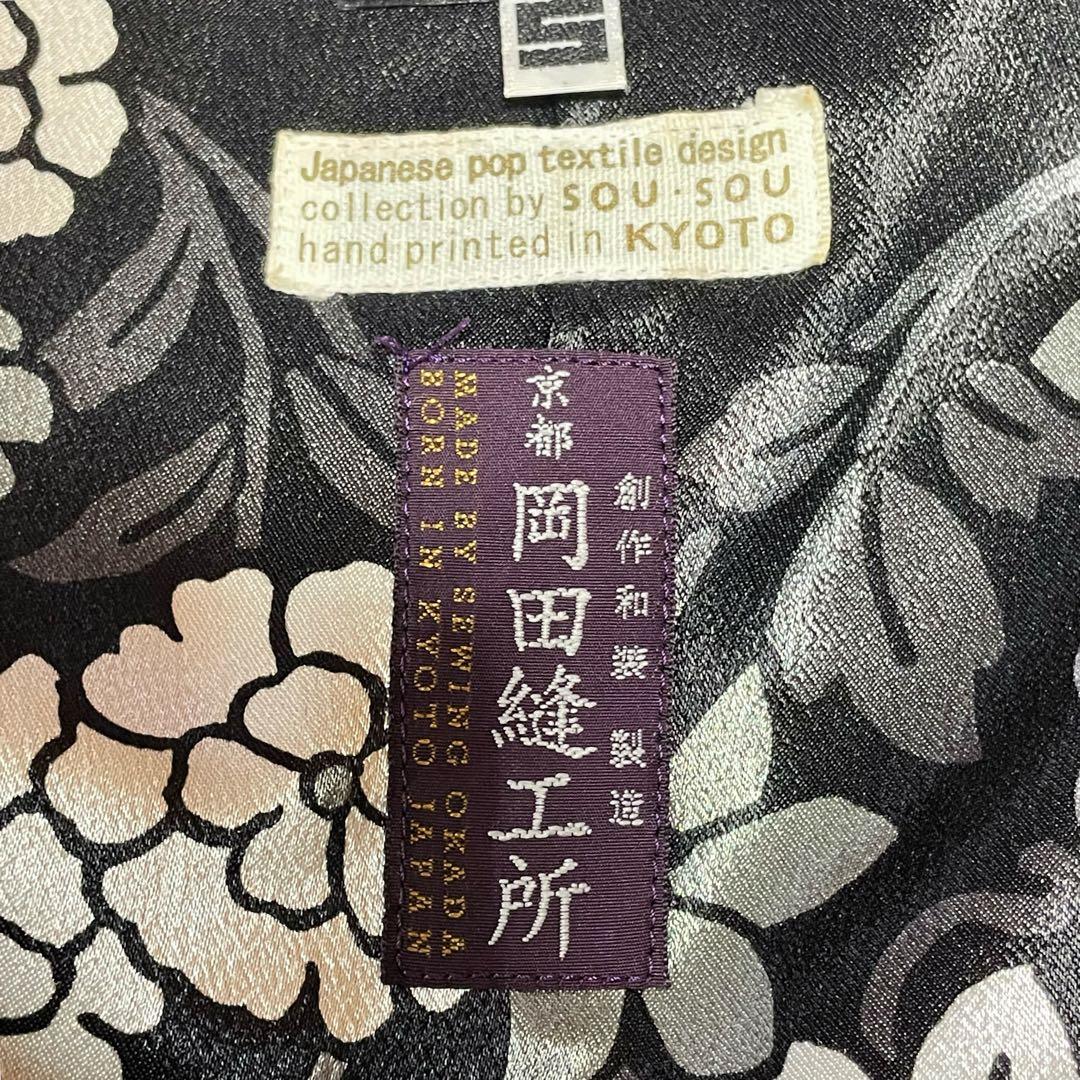 Japanese pop textile design
collection by SOU・SOU
hand printed in KYOTO
創作和装 製造
京都 岡田縫工所
MADE BY SEWING OKADA
BORN IN KYOTO JAPAN